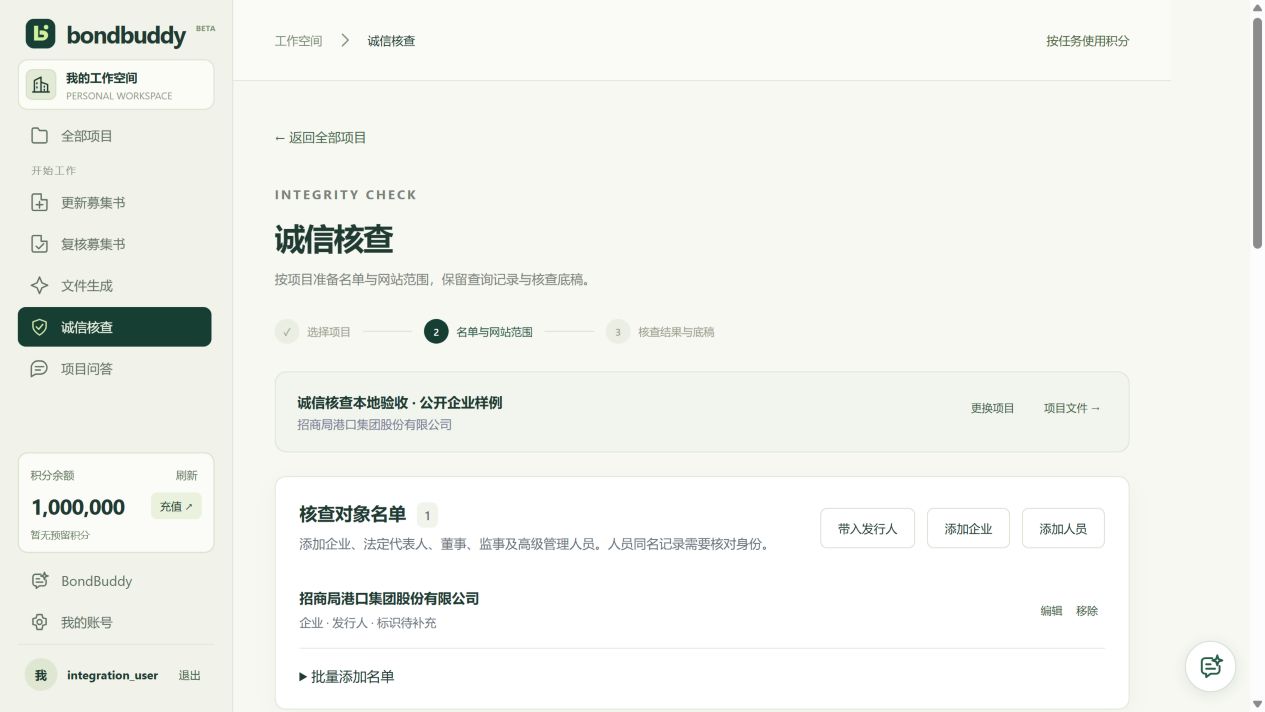 bondbuddy BETA
我的工作空间
PERSONAL WORKSPACE
全部项目
开始工作
更新募集书
复核募集书
文件生成
诚信核查
项目问答
积分余额 刷新
1,000,000 充值 ↗
暂无预留积分
BondBuddy
我的账号
我 integration_user 退出
工作空间 > 诚信核查 按任务使用积分
← 返回全部项目
INTEGRITY CHECK
诚信核查
按项目准备名单与网站范围，保留查询记录与核查底稿。
✓ 选择项目 2 名单与网站范围 3 核查结果与底稿
诚信核查本地验收 · 公开企业样例
招商局港口集团股份有限公司
更换项目 项目文件 →
核查对象名单 1
添加企业、法定代表人、董事、监事及高级管理人员。人员同名记录需要核对身份。
带入发行人 添加企业 添加人员
招商局港口集团股份有限公司
企业 · 发行人 · 标识待补充
编辑 移除
▶ 批量添加名单